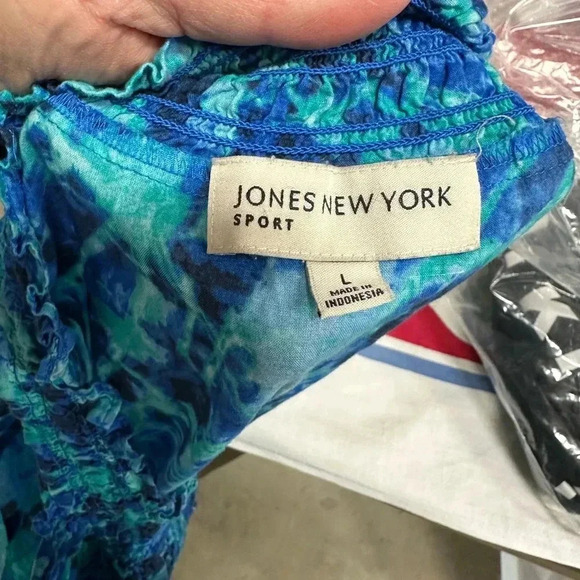 JONES NEW YORK
SPORT
L
MADE IN
INDONESIA